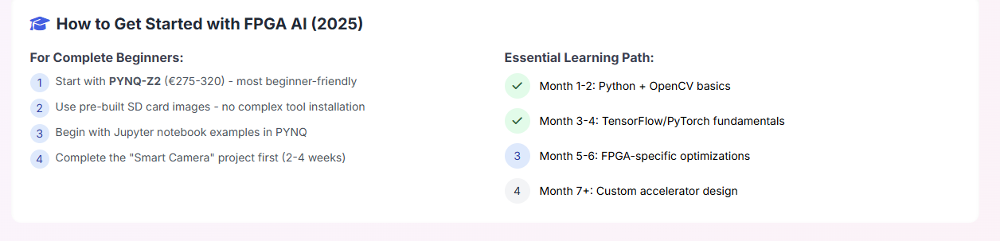 How to Get Started with FPGA AI (2025)
For Complete Beginners:
1 Start with PYNQ-Z2 (€275-320) - most beginner-friendly
2 Use pre-built SD card images - no complex tool installation
3 Begin with Jupyter notebook examples in PYNQ
4 Complete the "Smart Camera" project first (2-4 weeks)
Essential Learning Path:
Month 1-2: Python + OpenCV basics
Month 3-4: TensorFlow/PyTorch fundamentals
3 Month 5-6: FPGA-specific optimizations
4 Month 7+: Custom accelerator design